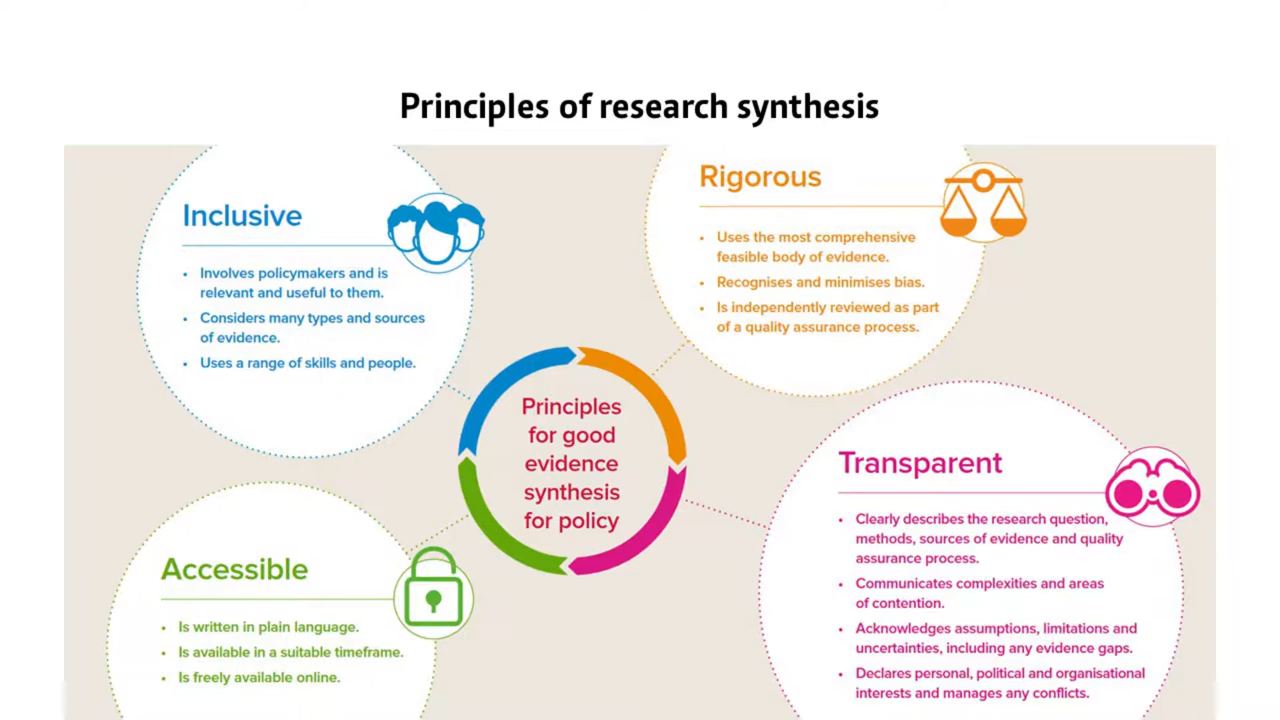 Principles of research synthesis
Inclusive
• Involves policymakers and is
relevant and useful to them.
• Considers many types and sources
of evidence.
• Uses a range of skills and people.
Rigorous
• Uses the most comprehensive
feasible body of evidence.
• Recognises and minimises bias.
• Is independently reviewed as part
of a quality assurance process.
Principles
for good
evidence
synthesis
for policy
Transparent
• Clearly describes the research question,
methods, sources of evidence and quality
assurance process.
• Communicates complexities and areas
of contention.
• Acknowledges assumptions, limitations and
uncertainties, including any evidence gaps.
• Declares personal, political and organisational
interests and manages any conflicts.
Accessible
• Is written in plain language.
• Is available in a suitable timeframe.
• Is freely available online.